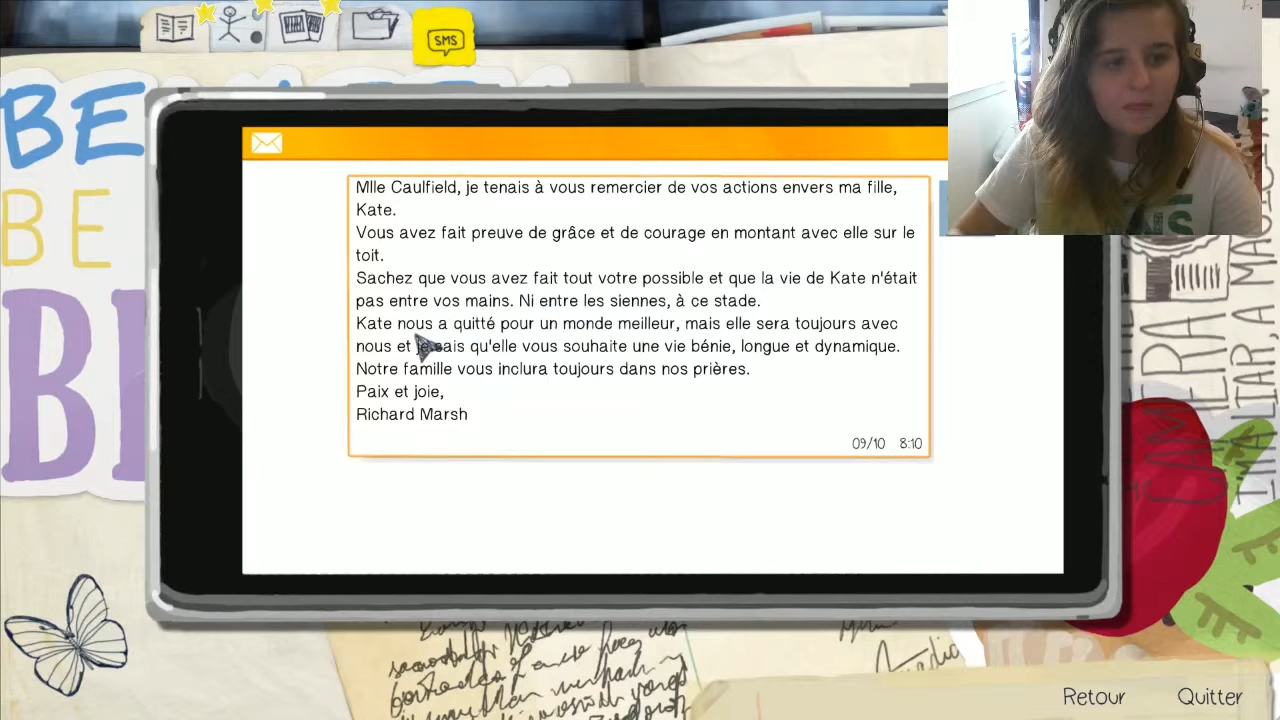 SMS
BE
BE
Mlle Caulfield, je tenais à vous remercier de vos actions envers ma fille,
Kate.
Vous avez fait preuve de grâce et de courage en montant avec elle sur le
toit.
Sachez que vous avez fait tout votre possible et que la vie de Kate n'était
pas entre vos mains. Ni entre les siennes, à ce stade.
Kate nous a quitté pour un monde meilleur, mais elle sera toujours avec
nous et je sais qu'elle vous souhaite une vie bénie, longue et dynamique.
Notre famille vous inclura toujours dans nos prières.
Paix et joie,
Richard Marsh
09/10 8:10
CAMERA
Retour Quitter